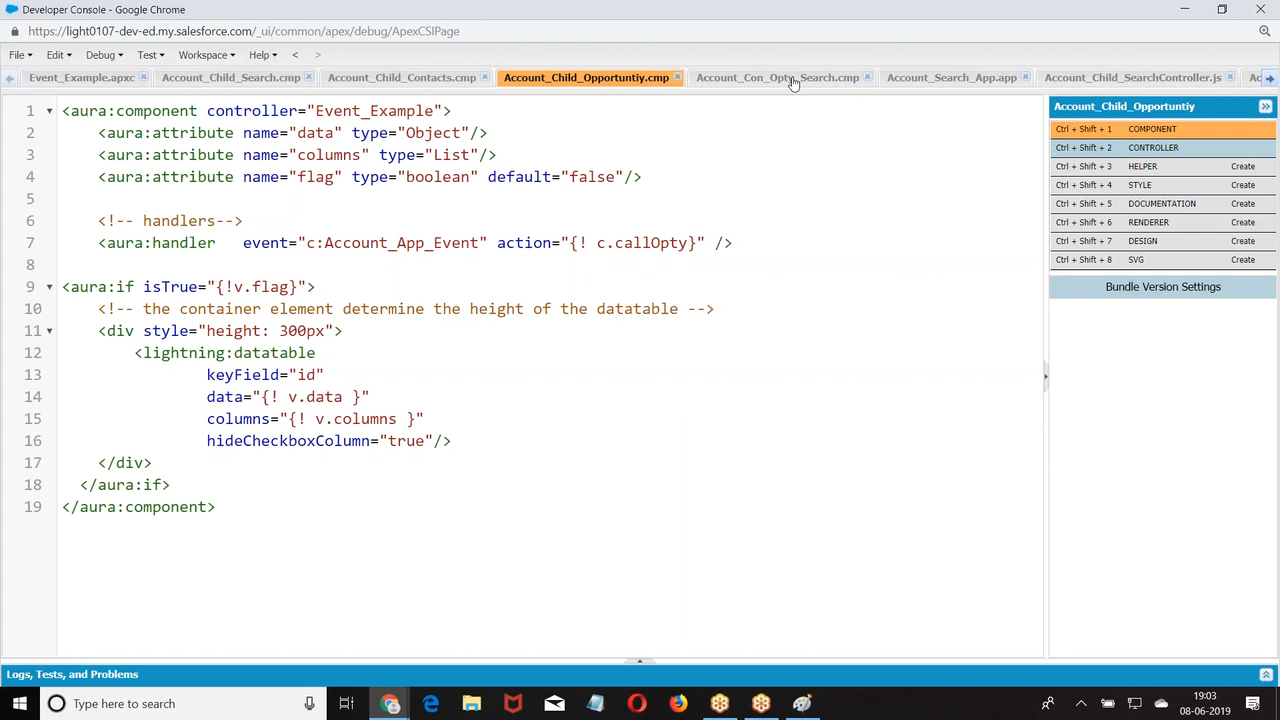 Developer Console - Google Chrome
https://light0107-dev-ed.my.salesforce.com/_ui/common/apex/debug/ApexCSIPage
File Edit Debug Test Workspace Help < >
Event_Example.apxc Account_Child_Search.cmp Account_Child_Contacts.cmp Account_Child_Opportuntiy.cmp Account_Con_Opty_Search.cmp Account_Search_App.app Account_Child_SearchController.js Ac
1 <aura:component controller="Event_Example">
2 <aura:attribute name="data" type="Object"/>
3 <aura:attribute name="columns" type="List"/>
4 <aura:attribute name="flag" type="boolean" default="false"/>
5
6 <!-- handlers-->
7 <aura:handler event="c:Account_App_Event" action="{! c.callOpty}" />
8
9 <aura:if isTrue="{!v.flag}">
10 <!-- the container element determine the height of the datatable -->
11 <div style="height: 300px">
12 <lightning:datatable
13 keyField="id"
14 data="{! v.data }"
15 columns="{! v.columns }"
16 hideCheckboxColumn="true"/>
17 </div>
18 </aura:if>
19 </aura:component>
Account_Child_Opportuntiy
Ctrl + Shift + 1 COMPONENT
Ctrl + Shift + 2 CONTROLLER
Ctrl + Shift + 3 HELPER Create
Ctrl + Shift + 4 STYLE Create
Ctrl + Shift + 5 DOCUMENTATION Create
Ctrl + Shift + 6 RENDERER Create
Ctrl + Shift + 7 DESIGN Create
Ctrl + Shift + 8 SVG Create
Bundle Version Settings
Logs, Tests, and Problems
Type here to search
19:03
08-06-2019